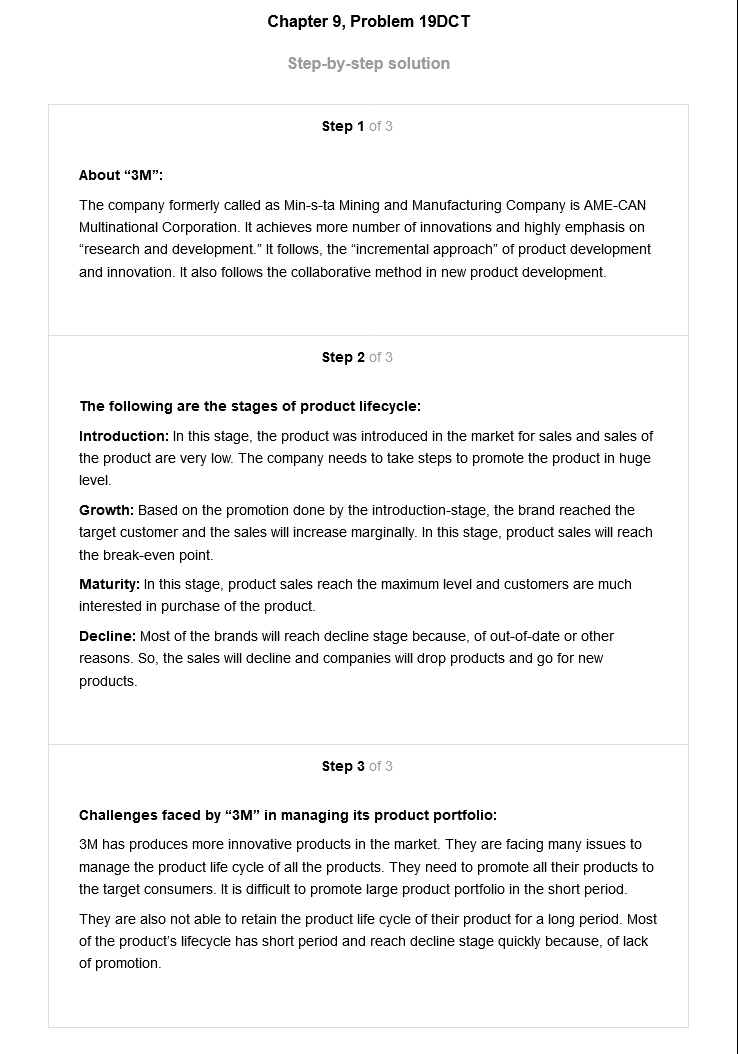 Chapter 9, Problem 19DCT
Step-by-step solution
Step 1 of 3
About “3M”:
The company formerly called as Min-s-ta Mining and Manufacturing Company is AME-CAN
Multinational Corporation. It achieves more number of innovations and highly emphasis on
“research and development.” It follows, the “incremental approach” of product development
and innovation. It also follows the collaborative method in new product development.
Step 2 of 3
The following are the stages of product lifecycle:
Introduction: In this stage, the product was introduced in the market for sales and sales of
the product are very low. The company needs to take steps to promote the product in huge
level.
Growth: Based on the promotion done by the introduction-stage, the brand reached the
target customer and the sales will increase marginally. In this stage, product sales will reach
the break-even point.
Maturity: In this stage, product sales reach the maximum level and customers are much
interested in purchase of the product.
Decline: Most of the brands will reach decline stage because, of out-of-date or other
reasons. So, the sales will decline and companies will drop products and go for new
products.
Step 3 of 3
Challenges faced by “3M” in managing its product portfolio:
3M has produces more innovative products in the market. They are facing many issues to
manage the product life cycle of all the products. They need to promote all their products to
the target consumers. It is difficult to promote large product portfolio in the short period.
They are also not able to retain the product life cycle of their product for a long period. Most
of the product’s lifecycle has short period and reach decline stage quickly because, of lack
of promotion.